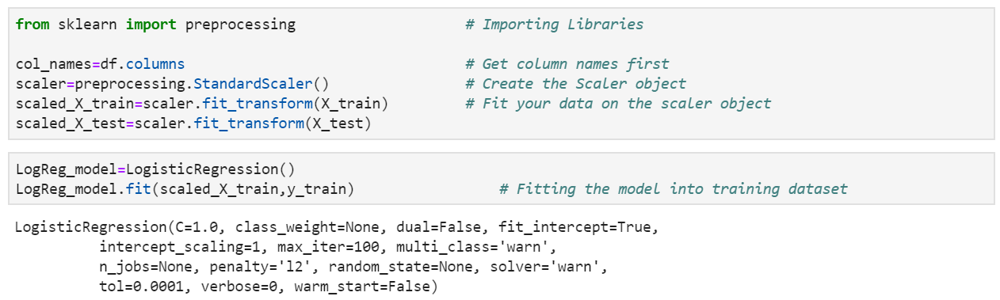 from sklearn import preprocessing # Importing Libraries
col_names=df.columns # Get column names first
scaler=preprocessing.StandardScaler() # Create the Scaler object
scaled_X_train=scaler.fit_transform(X_train) # Fit your data on the scaler object
scaled_X_test=scaler.fit_transform(X_test)
LogReg_model=LogisticRegression()
LogReg_model.fit(scaled_X_train,y_train) # Fitting the model into training dataset
LogisticRegression(C=1.0, class_weight=None, dual=False, fit_intercept=True,
intercept_scaling=1, max_iter=100, multi_class='warn',
n_jobs=None, penalty='l2', random_state=None, solver='warn',
tol=0.0001, verbose=0, warm_start=False)